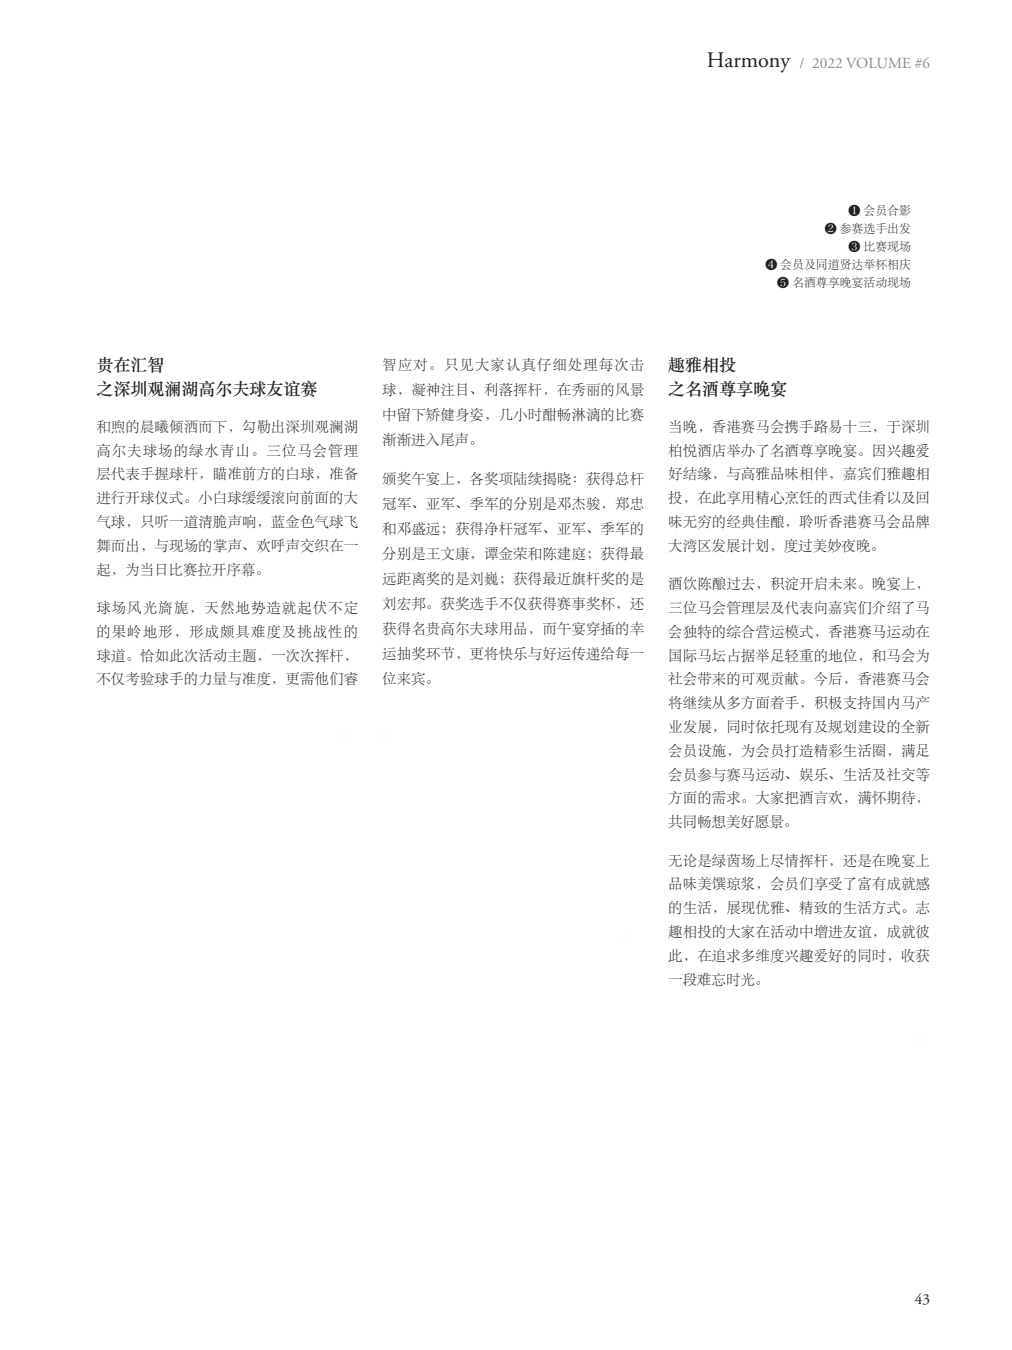 Harmony / 2022 VOLUME #6
❶ 会员合影
❷ 参赛选手出发
❸ 比赛现场
❹ 会员及同道贤达举杯相庆
❺ 名酒尊享晚宴活动现场
贵在汇智
之深圳观澜湖高尔夫球友谊赛
和煦的晨曦倾洒而下，勾勒出深圳观澜湖
高尔夫球场的绿水青山。三位马会管理
层代表手握球杆，瞄准前方的白球，准备
进行开球仪式。小白球缓缓滚向前面的大
气球，只听一道清脆声响，蓝金色气球飞
舞而出，与现场的掌声、欢呼声交织在一
起，为当日比赛拉开序幕。
球场风光旖旎，天然地势造就起伏不定
的果岭地形，形成颇具难度及挑战性的
球道。恰如此次活动主题，一次次挥杆，
不仅考验球手的力量与准度，更需他们睿
智应对。只见大家认真仔细处理每次击
球，凝神注目、利落挥杆，在秀丽的风景
中留下矫健身姿，几小时酣畅淋漓的比赛
渐渐进入尾声。
颁奖午宴上，各奖项陆续揭晓：获得总杆
冠军、亚军、季军的分别是邓杰骏，郑忠
和邓盛远；获得净杆冠军、亚军、季军的
分别是王文康，谭金荣和陈建庭；获得最
远距离奖的是刘巍；获得最近旗杆奖的是
刘宏邦。获奖选手不仅获得赛事奖杯，还
获得名贵高尔夫球用品，而午宴穿插的幸
运抽奖环节，更将快乐与好运传递给每一
位来宾。
趣雅相投
之名酒尊享晚宴
当晚，香港赛马会携手路易十三，于深圳
柏悦酒店举办了名酒尊享晚宴。因兴趣爱
好结缘，与高雅品味相伴，嘉宾们雅趣相
投，在此享用精心烹饪的西式佳肴以及回
味无穷的经典佳酿，聆听香港赛马会品牌
大湾区发展计划，度过美妙夜晚。
酒饮陈酿过去，积淀开启未来。晚宴上，
三位马会管理层及代表向嘉宾们介绍了马
会独特的综合营运模式，香港赛马运动在
国际马坛占据举足轻重的地位，和马会为
社会带来的可观贡献。今后，香港赛马会
将继续从多方面着手，积极支持国内马产
业发展，同时依托现有及规划建设的全新
会员设施，为会员打造精彩生活圈，满足
会员参与赛马运动、娱乐、生活及社交等
方面的需求。大家把酒言欢，满怀期待，
共同畅想美好愿景。
无论是绿茵场上尽情挥杆，还是在晚宴上
品味美馔琼浆，会员们享受了富有成就感
的生活，展现优雅、精致的生活方式。志
趣相投的大家在活动中增进友谊，成就彼
此，在追求多维度兴趣爱好的同时，收获
一段难忘时光。
43